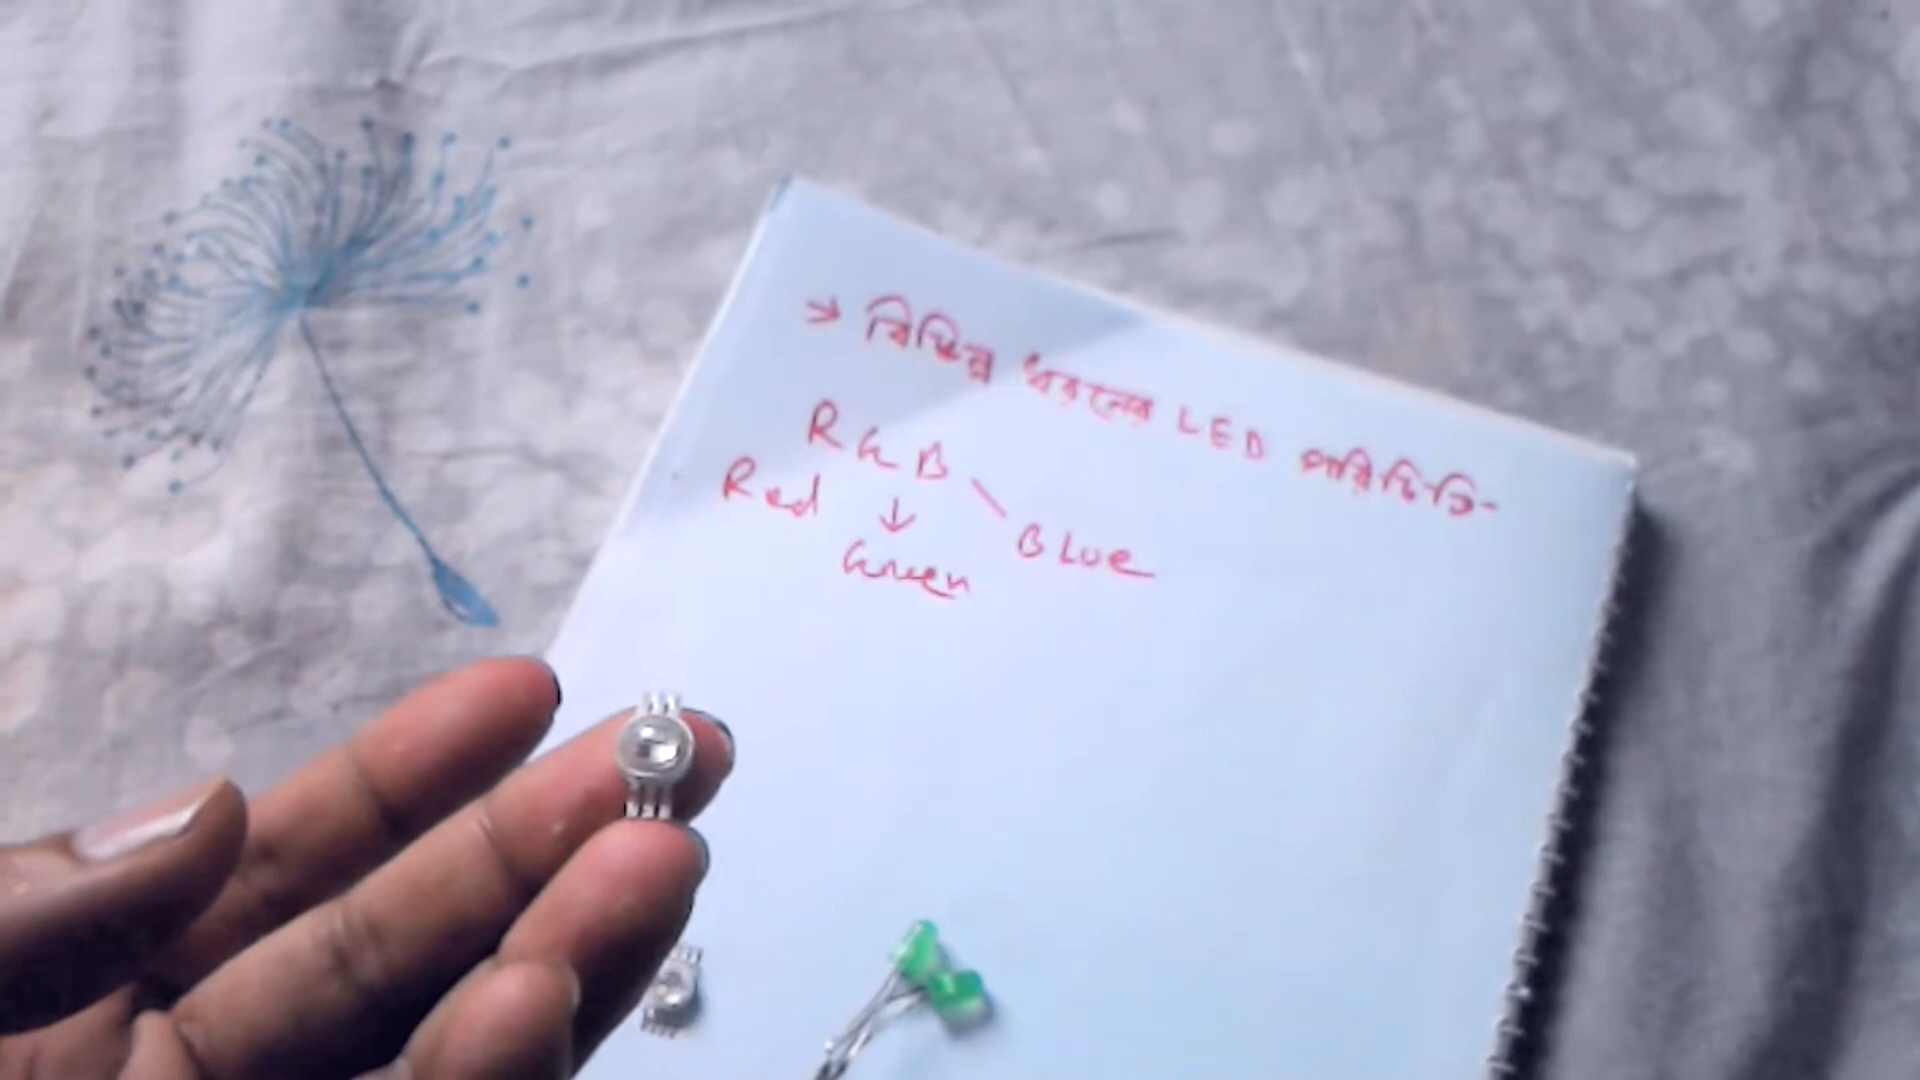 → বিভিন্ন ধরনের LED পরিচিতি-
RGB
Red ↓ \ Blue
Green